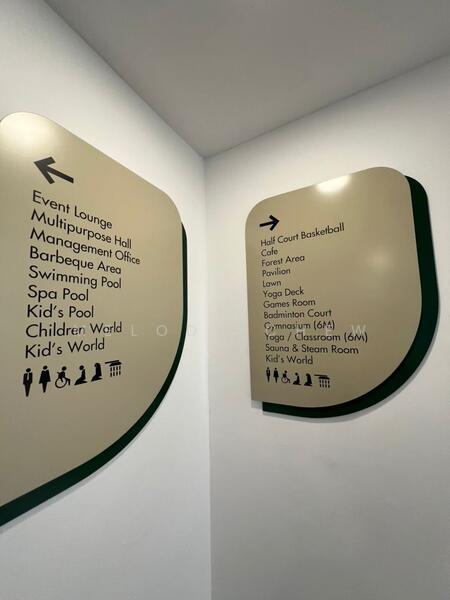 Event Lounge
Multipurpose Hall
Management Office
Barbeque Area
Swimming Pool
Spa Pool
Kid's Pool
Children World
Kid's World
Half Court Basketball
Cafe
Forest Area
Pavilion
Lawn
Yoga Deck
Games Room
Badminton Court
Gymnasium (6M)
Yoga / Classroom (6M)
Sauna & Steam Room
Kid's World